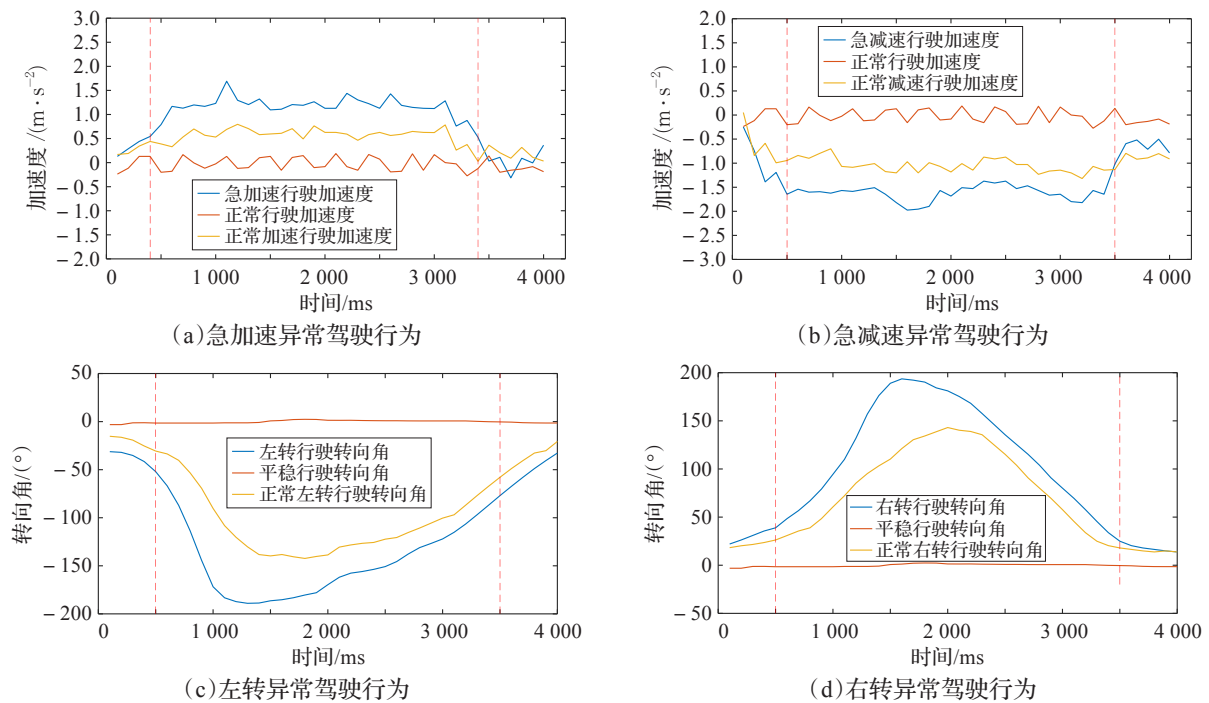 3.0
2.5
2.0
1.5
1.0
0.5
0
−0.5
−1.0
−1.5
−2.0
加速度/(m·s⁻²)
急加速行驶加速度
正常行驶加速度
正常加速行驶加速度
0 1 000 2 000 3 000 4 000
时间/ms
(a)急加速异常驾驶行为
2.0
1.5
1.0
0.5
0
−0.5
−1.0
−1.5
−2.0
−2.5
−3.0
加速度/(m·s⁻²)
急减速行驶加速度
正常行驶加速度
正常减速行驶加速度
0 1 000 2 000 3 000 4 000
时间/ms
(b)急减速异常驾驶行为
50
0
−50
−100
−150
−200
转向角/(°)
左转行驶转向角
平稳行驶转向角
正常左转行驶转向角
0 1 000 2 000 3 000 4 000
时间/ms
(c)左转异常驾驶行为
200
150
100
50
0
−50
转向角/(°)
右转行驶转向角
平稳行驶转向角
正常右转行驶转向角
0 1 000 2 000 3 000 4 000
时间/ms
(d)右转异常驾驶行为